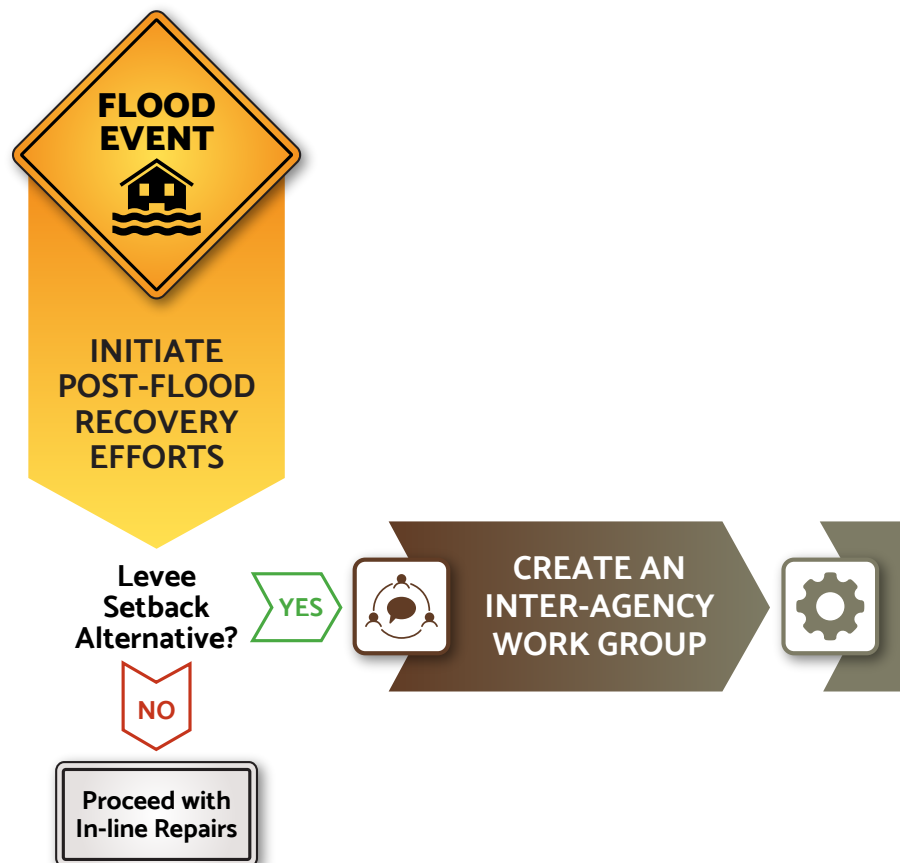 FLOOD
EVENT
INITIATE
POST-FLOOD
RECOVERY
EFFORTS
Levee
Setback
Alternative?
YES
CREATE AN
INTER-AGENCY
WORK GROUP
NO
Proceed with
In-line Repairs